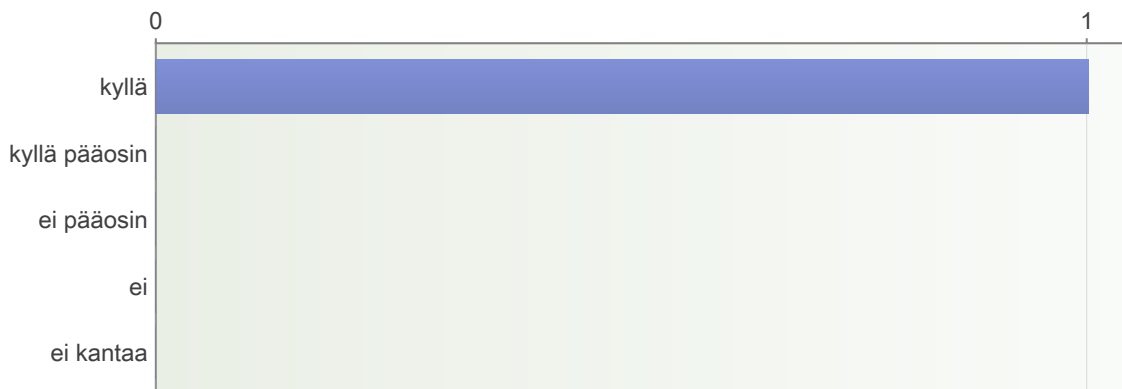 0 1
kyllä
kyllä pääosin
ei pääosin
ei
ei kantaa